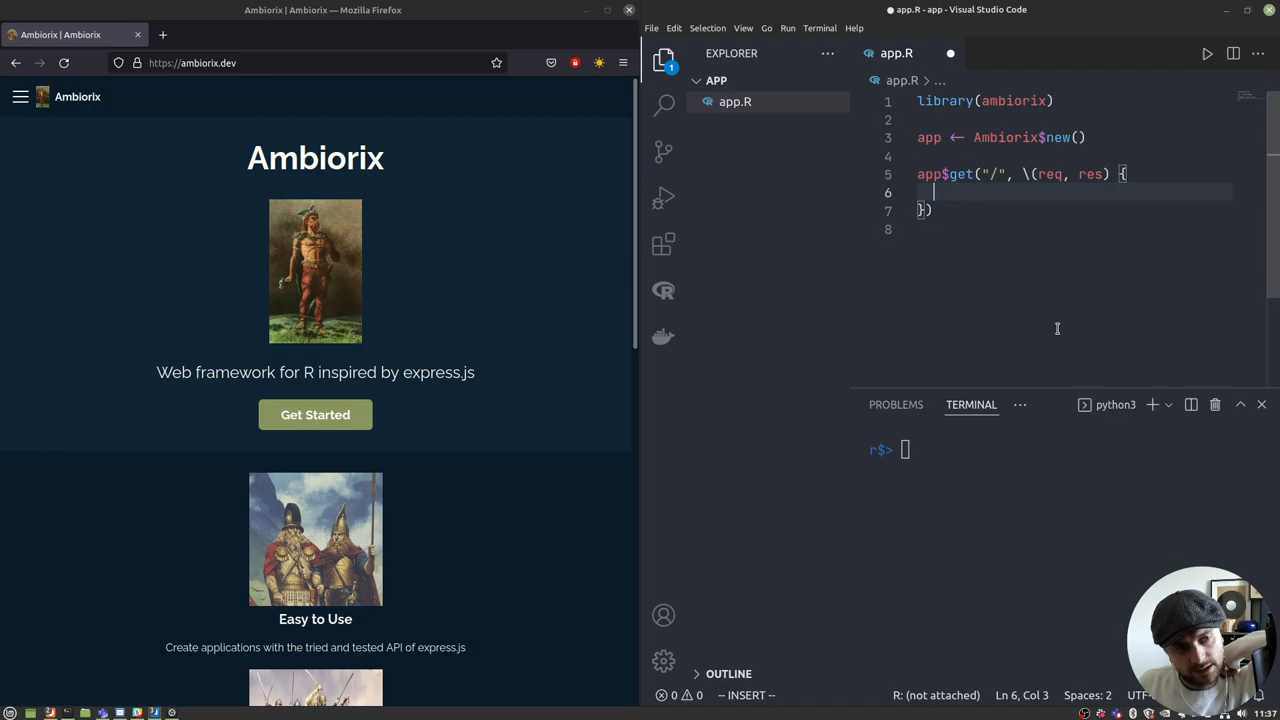 Ambiorix | Ambiorix — Mozilla Firefox
Ambiorix | Ambiorix
https://ambiorix.dev
Ambiorix
Ambiorix
Web framework for R inspired by express.js
Get Started
Easy to Use
Create applications with the tried and tested API of express.js
● app.R - app - Visual Studio Code
File Edit Selection View Go Run Terminal Help
EXPLORER
app.R
1
APP
app.R
app.R > ...
1 library(ambiorix)
2
3 app ← Ambiorix$new()
4
5 app$get("/", \(req, res) {
6
7 })
8
PROBLEMS TERMINAL ... python3
r$>
OUTLINE
0 0 -- INSERT -- R: (not attached) Ln 6, Col 3 Spaces: 2 UTF-
11:37